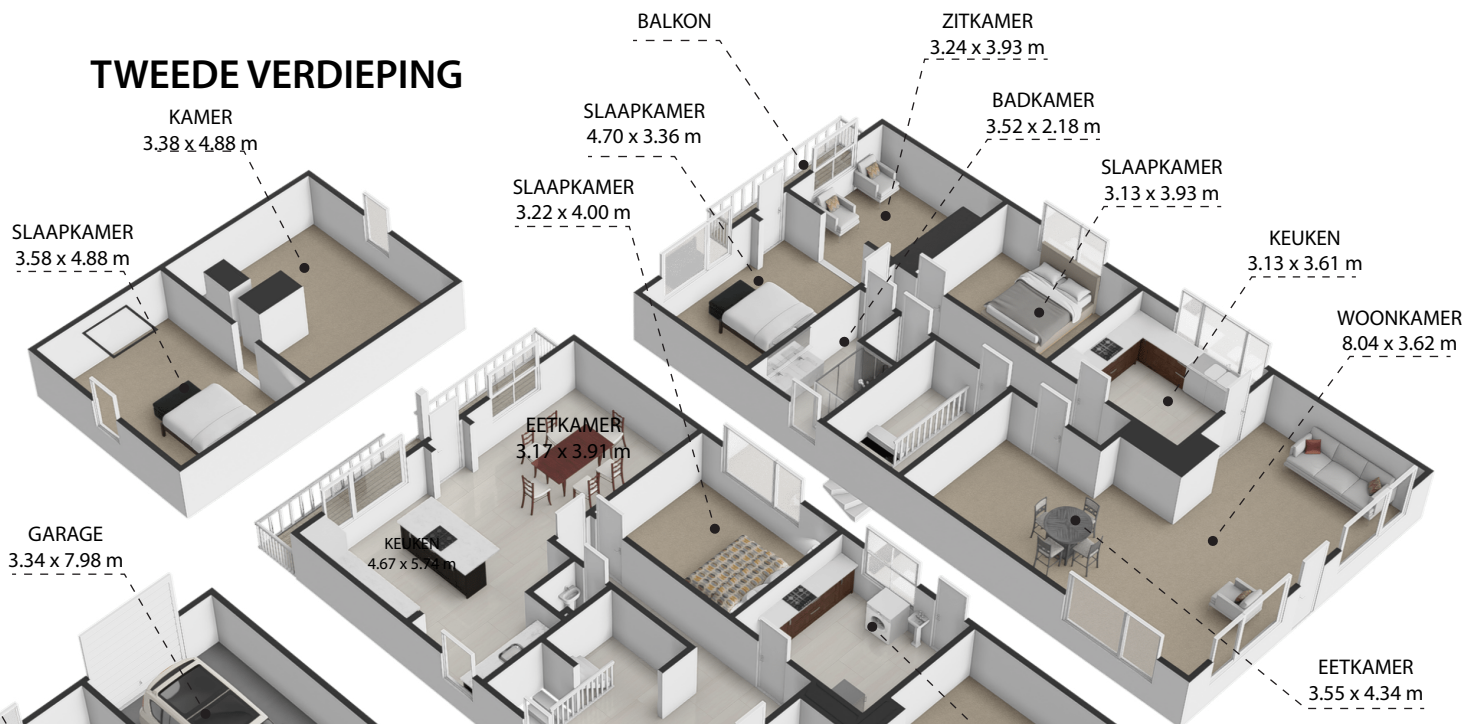 TWEEDE VERDIEPING
KAMER
3.38 x 4.88 m
SLAAPKAMER
3.58 x 4.88 m
BALKON
ZITKAMER
3.24 x 3.93 m
SLAAPKAMER
4.70 x 3.36 m
BADKAMER
3.52 x 2.18 m
SLAAPKAMER
3.22 x 4.00 m
SLAAPKAMER
3.13 x 3.93 m
KEUKEN
3.13 x 3.61 m
WOONKAMER
8.04 x 3.62 m
EETKAMER
3.17 x 3.91 m
KEUKEN
4.67 x 5.74 m
GARAGE
3.34 x 7.98 m
EETKAMER
3.55 x 4.34 m